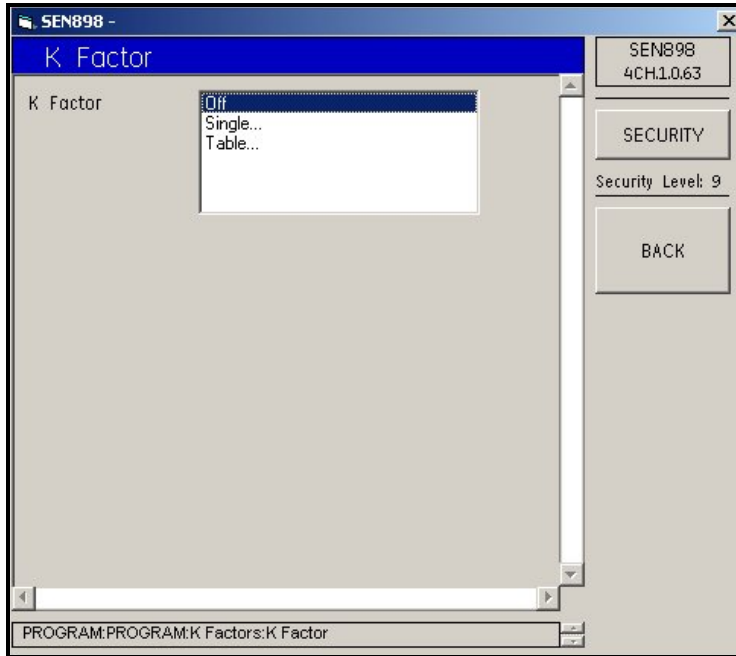 SEN898 -
K Factor
K Factor
Off
Single...
Table...
SEN898
4CH.1.0.63
SECURITY
Security Level: 9
BACK
PROGRAM:PROGRAM:K Factors:K Factor